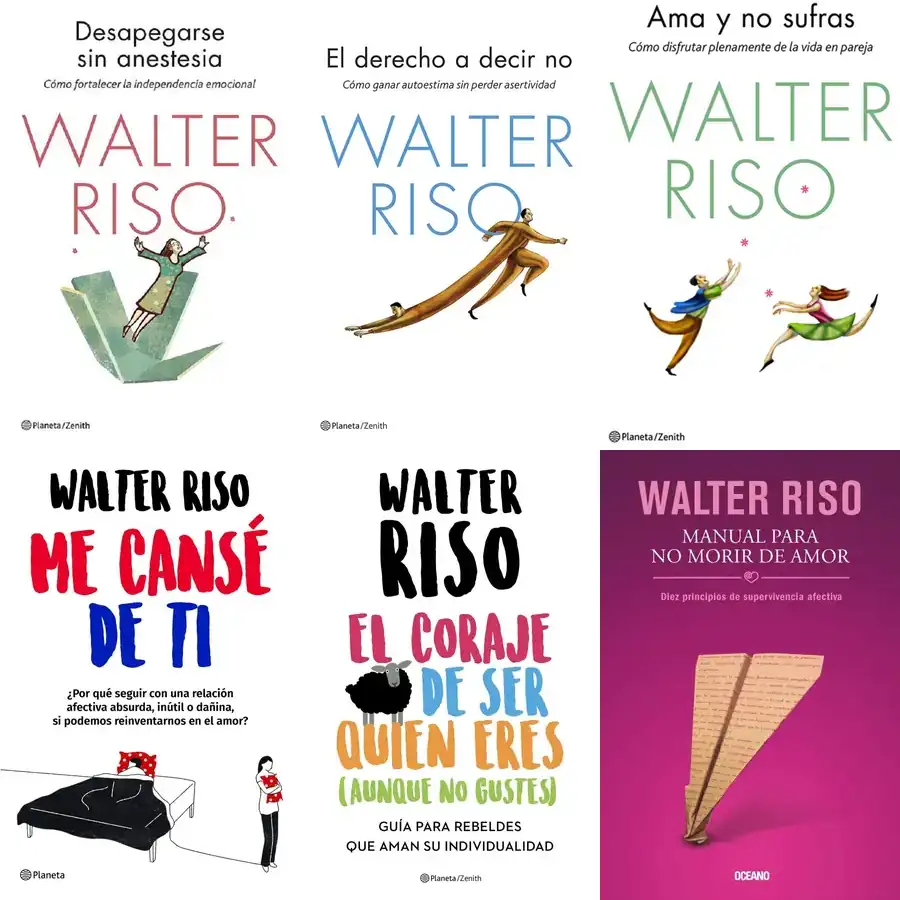 Desapegarse
sin anestesia
Cómo fortalecer la independencia emocional
WALTER
RISO
Planeta/Zenith
El derecho a decir no
Cómo ganar autoestima sin perder asertividad
WALTER
RISO
Planeta/Zenith
Ama y no sufras
Cómo disfrutar plenamente de la vida en pareja
WALTER
RISO
Planeta/Zenith
WALTER RISO
ME CANSÉ
DE TI
¿Por qué seguir con una relación
afectiva absurda, inútil o dañina,
si podemos reinventarnos en el amor?
Planeta
WALTER
RISO
EL CORAJE
DE SER
QUIEN ERES
(AUNQUE NO GUSTES)
GUÍA PARA REBELDES
QUE AMAN SU INDIVIDUALIDAD
Planeta/Zenith
WALTER RISO
MANUAL PARA
NO MORIR DE AMOR
Diez principios de supervivencia afectiva
OCEANO